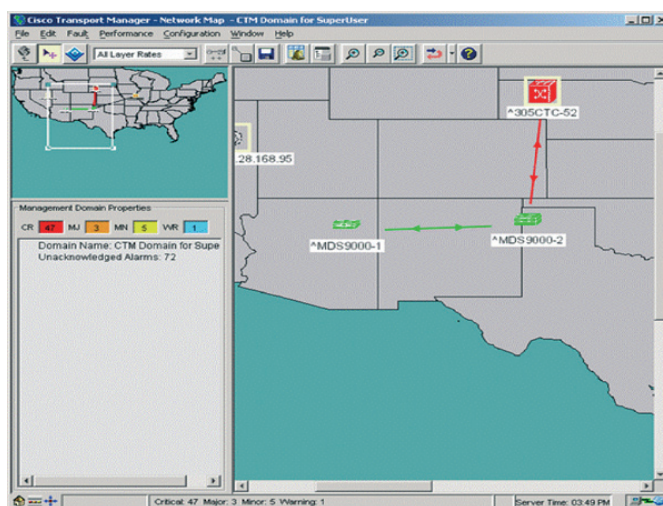 Cisco Transport Manager - Network Map - CTM Domain for SuperUser
File Edit Fault Performance Configuration Window Help
All Layer Rates
^305CTC-52
.28.168.95
^MDS9000-1
^MDS9000-2
Management Domain Properties
CR 47 MJ 3 MN 5 WR 1
Domain Name: CTM Domain for Supe
Unacknowledged Alarms: 72
Critical: 47 Major: 3 Minor: 5 Warning: 1
Server Time: 03:49 PM